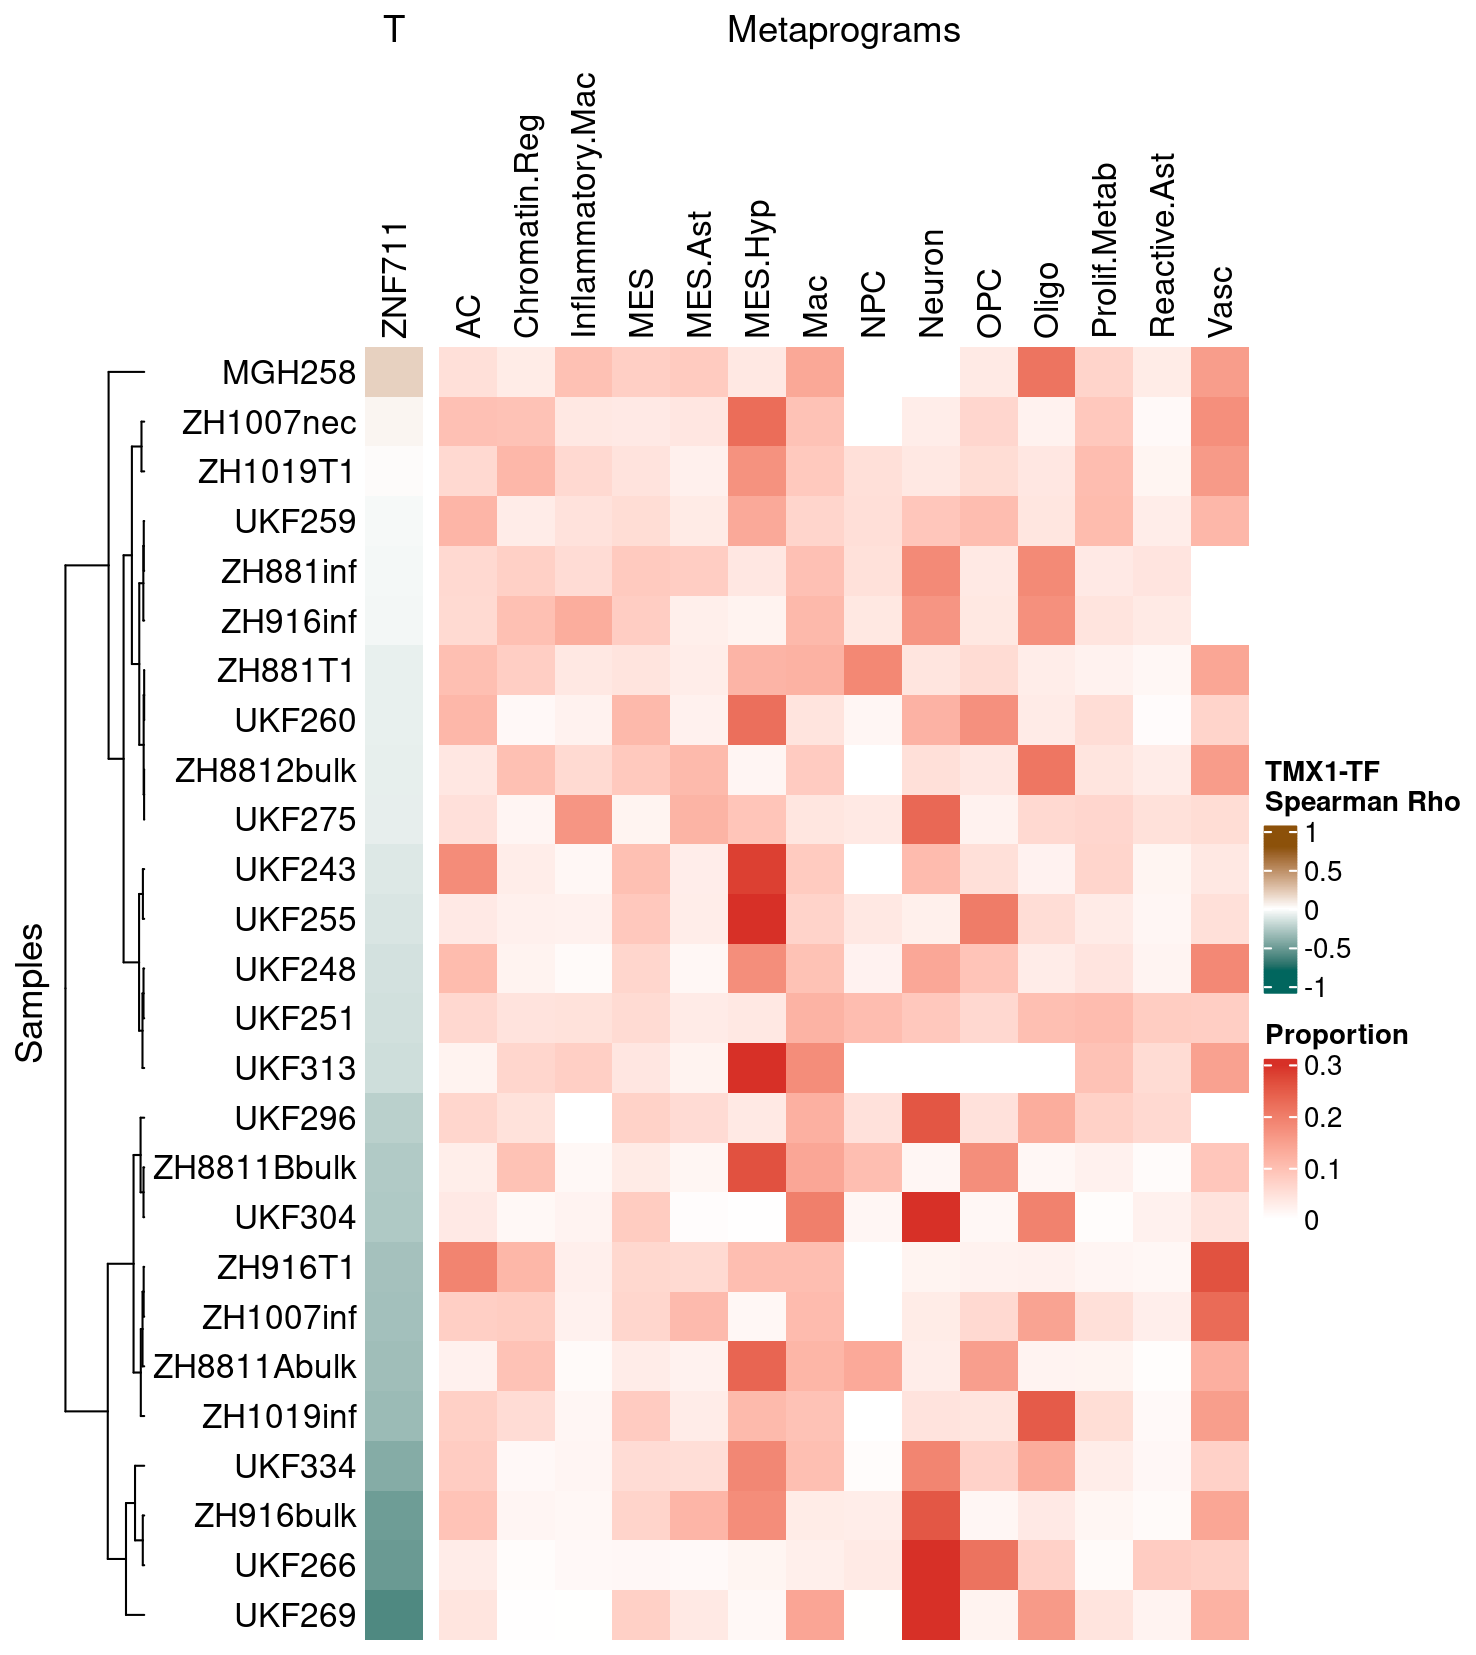 T
Metaprograms
ZNF711
AC
Chromatin.Reg
Inflammatory.Mac
MES
MES.Ast
MES.Hyp
Mac
NPC
Neuron
OPC
Oligo
Prolif.Metab
Reactive.Ast
Vasc
Samples
MGH258
ZH1007nec
ZH1019T1
UKF259
ZH881inf
ZH916inf
ZH881T1
UKF260
ZH8812bulk
UKF275
UKF243
UKF255
UKF248
UKF251
UKF313
UKF296
ZH8811Bbulk
UKF304
ZH916T1
ZH1007inf
ZH8811Abulk
ZH1019inf
UKF334
ZH916bulk
UKF266
UKF269
TMX1-TF
Spearman Rho
1
0.5
0
-0.5
-1
Proportion
0.3
0.2
0.1
0